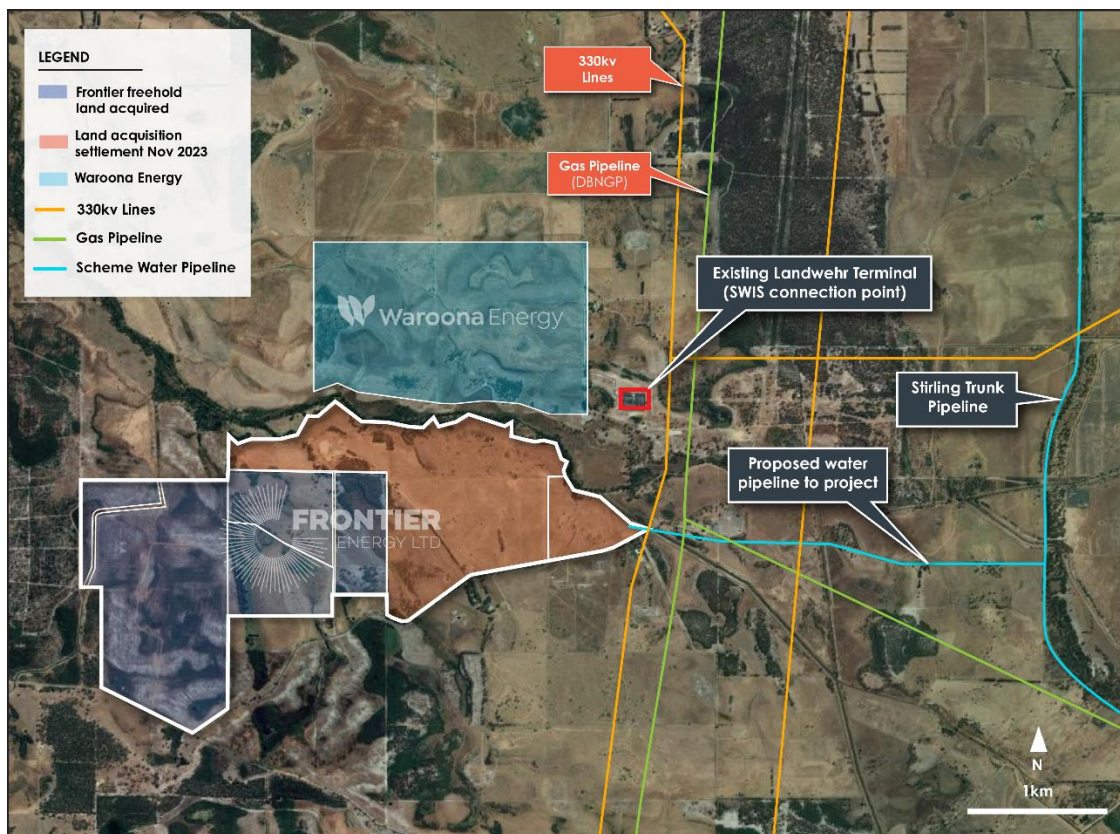 LEGEND
Frontier freehold
land acquired
Land acquisition
settlement Nov 2023
Waroona Energy
330kv Lines
Gas Pipeline
Scheme Water Pipeline
330kv
Lines
Gas Pipeline
(DBNGP)
Waroona Energy
Existing Landwehr Terminal
(SWIS connection point)
Stirling Trunk
Pipeline
Proposed water
pipeline to project
FRONTIER
ENERGY LTD
N
1km